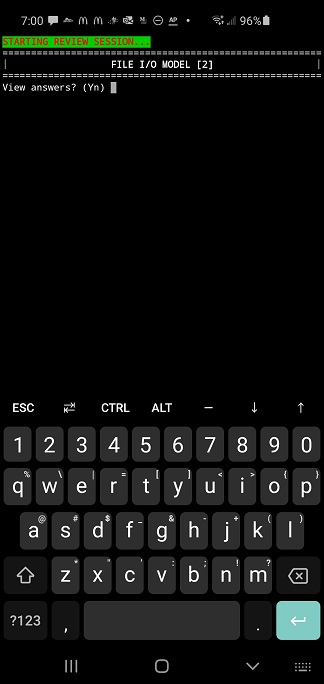 7:00 AP 96%
STARTING REVIEW SESSION...
================================================
| FILE I/O MODEL [2] |
================================================
View answers? (Yn)
ESC CTRL ALT – ↓ ↑
1 2 3 4 5 6 7 8 9 0
q % w \ e | r = t [ y ] u < i > o { p }
a @ s # d $ f _ g & h - j + k ( l )
z * x " c ' v : b ; n ! m ?
?123 , .